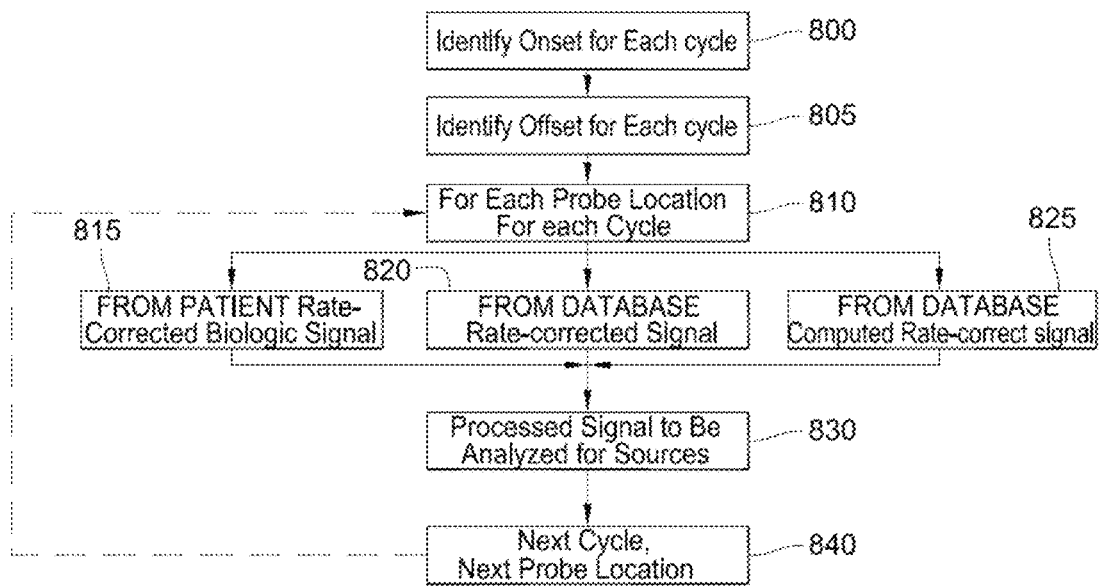 Identify Onset for Each cycle
800
Identify Offset for Each cycle
805
For Each Probe Location
For each Cycle
810
815
820
825
FROM PATIENT Rate-
Corrected Biologic Signal
FROM DATABASE
Rate-corrected Signal
FROM DATABASE
Computed Rate-correct signal
Processed Signal to Be
Analyzed for Sources
830
Next Cycle,
Next Probe Location
840